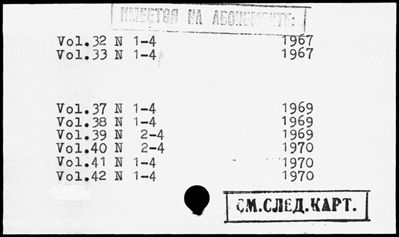 ИМЕЕТСЯ НА АБОНЕМЕНТЕ:
Vol.32 N 1-4 1967
Vol.33 N 1-4 1967
Vol.37 N 1-4 1969
Vol.38 N 1-4 1969
Vol.39 N 2-4 1969
Vol.40 N 2-4 1970
Vol.41 N 1-4 1970
Vol.42 N 1-4 1970
СМ.СЛЕД.КАРТ.